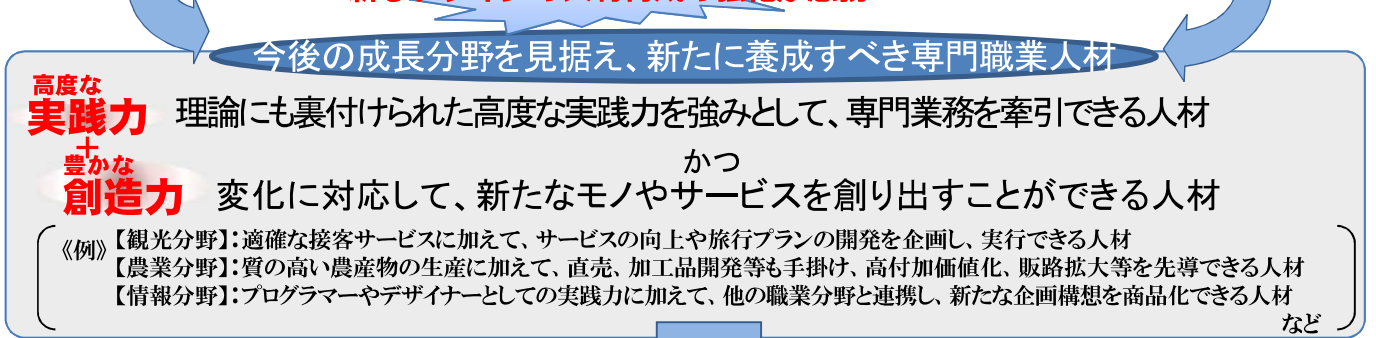 今後の成長分野を見据え、新たに養成すべき専門職業人材
高度な
実践力
理論にも裏付けられた高度な実践力を強みとして、専門業務を牽引できる人材
+
かつ
豊かな
創造力
変化に対応して、新たなモノやサービスを創り出すことができる人材
《例》【観光分野】：適確な接客サービスに加えて、サービスの向上や旅行プランの開発を企画し、実行できる人材
【農業分野】：質の高い農産物の生産に加えて、直売、加工品開発等も手掛け、高付加価値化、販路拡大等を先導できる人材
【情報分野】：プログラマーやデザイナーとしての実践力に加えて、他の職業分野と連携し、新たな企画構想を商品化できる人材
など